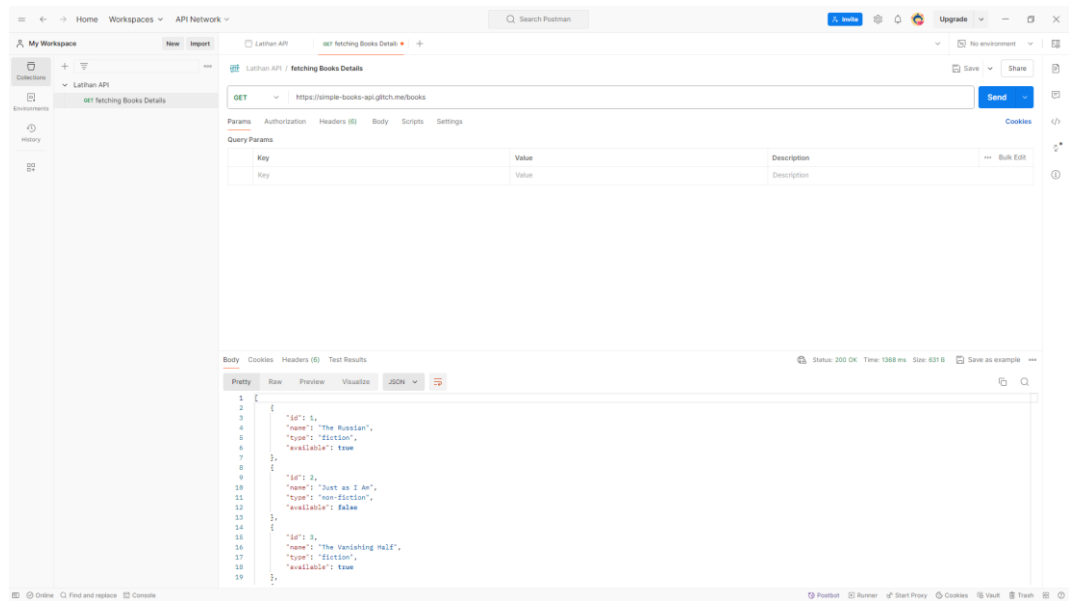 Home Workspaces API Network Search Postman Invite Upgrade
My Workspace New Import Latihan API GET fetching Books Detail No environment
Collections
Environments
History
Latihan API
GET fetching Books Details
Latihan API / fetching Books Details Save Share
GET https://simple-books-api.glitch.me/books Send
Params Authorization Headers (6) Body Scripts Settings Cookies
Query Params
Key Value Description Bulk Edit
Key Value Description
Body Cookies Headers (6) Test Results Status: 200 OK Time: 1368 ms Size: 631 B Save as example
Pretty Raw Preview Visualize JSON
1 [
2 {
3 "id": 1,
4 "name": "The Russian",
5 "type": "fiction",
6 "available": true
7 },
8 {
9 "id": 2,
10 "name": "Just as I Am",
11 "type": "non-fiction",
12 "available": false
13 },
14 {
15 "id": 3,
16 "name": "The Vanishing Half",
17 "type": "fiction",
18 "available": true
19 },
Online Find and replace Console Postbot Runner Start Proxy Cookies Vault Trash